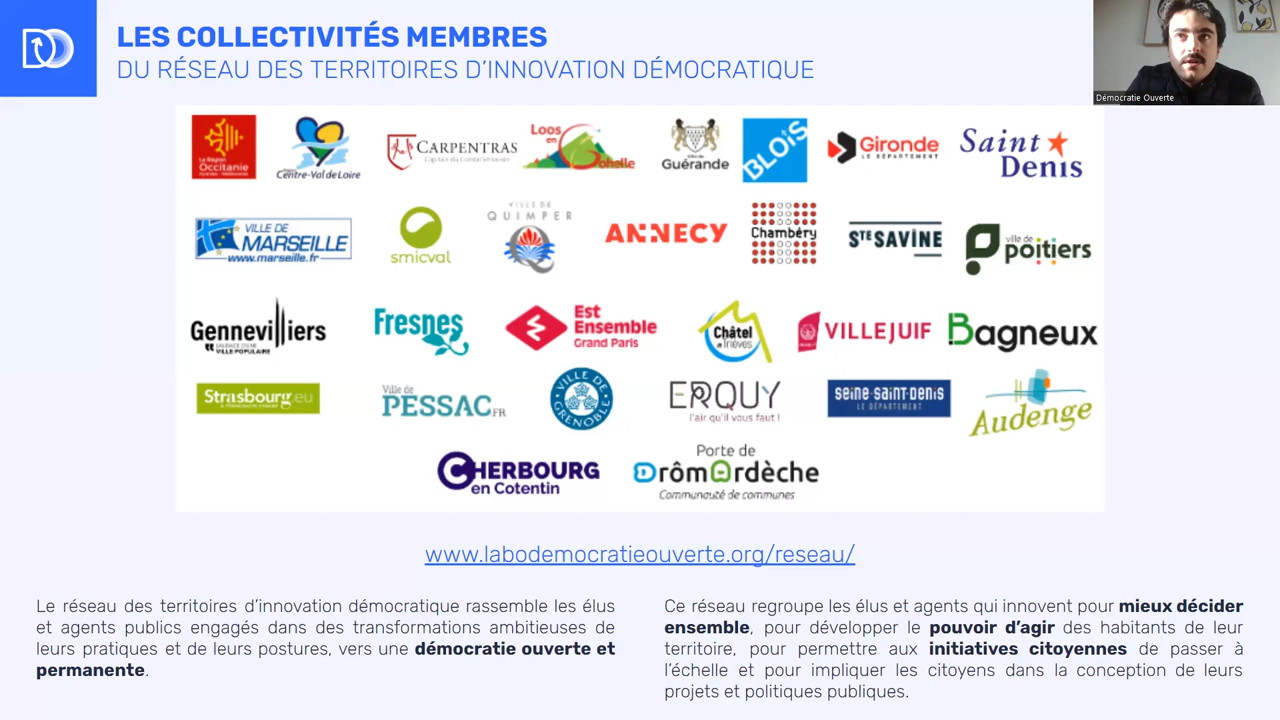 LES COLLECTIVITÉS MEMBRES
DU RÉSEAU DES TERRITOIRES D'INNOVATION DÉMOCRATIQUE
Démocratie Ouverte
La Région
Occitanie
Centre-Val de Loire
CARPENTRAS
Loos
en Gohelle
Guérande
BLOIS
Gironde
LE DÉPARTEMENT
Saint
Denis
VILLE DE
MARSEILLE
www.marseille.fr
smicval
VILLE DE
QUIMPER
ANNECY
Chambéry
STE SAVINE
ville de
poitiers
Gennevilliers
VILLE POPULAIRE
Fresnes
Est
Ensemble
Grand Paris
Châtel
en Trièves
VILLEJUIF
Bagneux
Strasbourg.eu
Ville de
PESSAC.FR
VILLE DE
GRENOBLE
ERQUY
l'air qu'il vous faut !
SEINE-SAINT-DENIS
LE DÉPARTEMENT
Audenge
CHERBOURG
en Cotentin
Porte de
DrômArdèche
Communauté de communes
www.labodemocratieouverte.org/reseau/
Le réseau des territoires d'innovation démocratique rassemble les élus
et agents publics engagés dans des transformations ambitieuses de
leurs pratiques et de leurs postures, vers une démocratie ouverte et
permanente.
Ce réseau regroupe les élus et agents qui innovent pour mieux décider
ensemble, pour développer le pouvoir d'agir des habitants de leur
territoire, pour permettre aux initiatives citoyennes de passer à
l'échelle et pour impliquer les citoyens dans la conception de leurs
projets et politiques publiques.